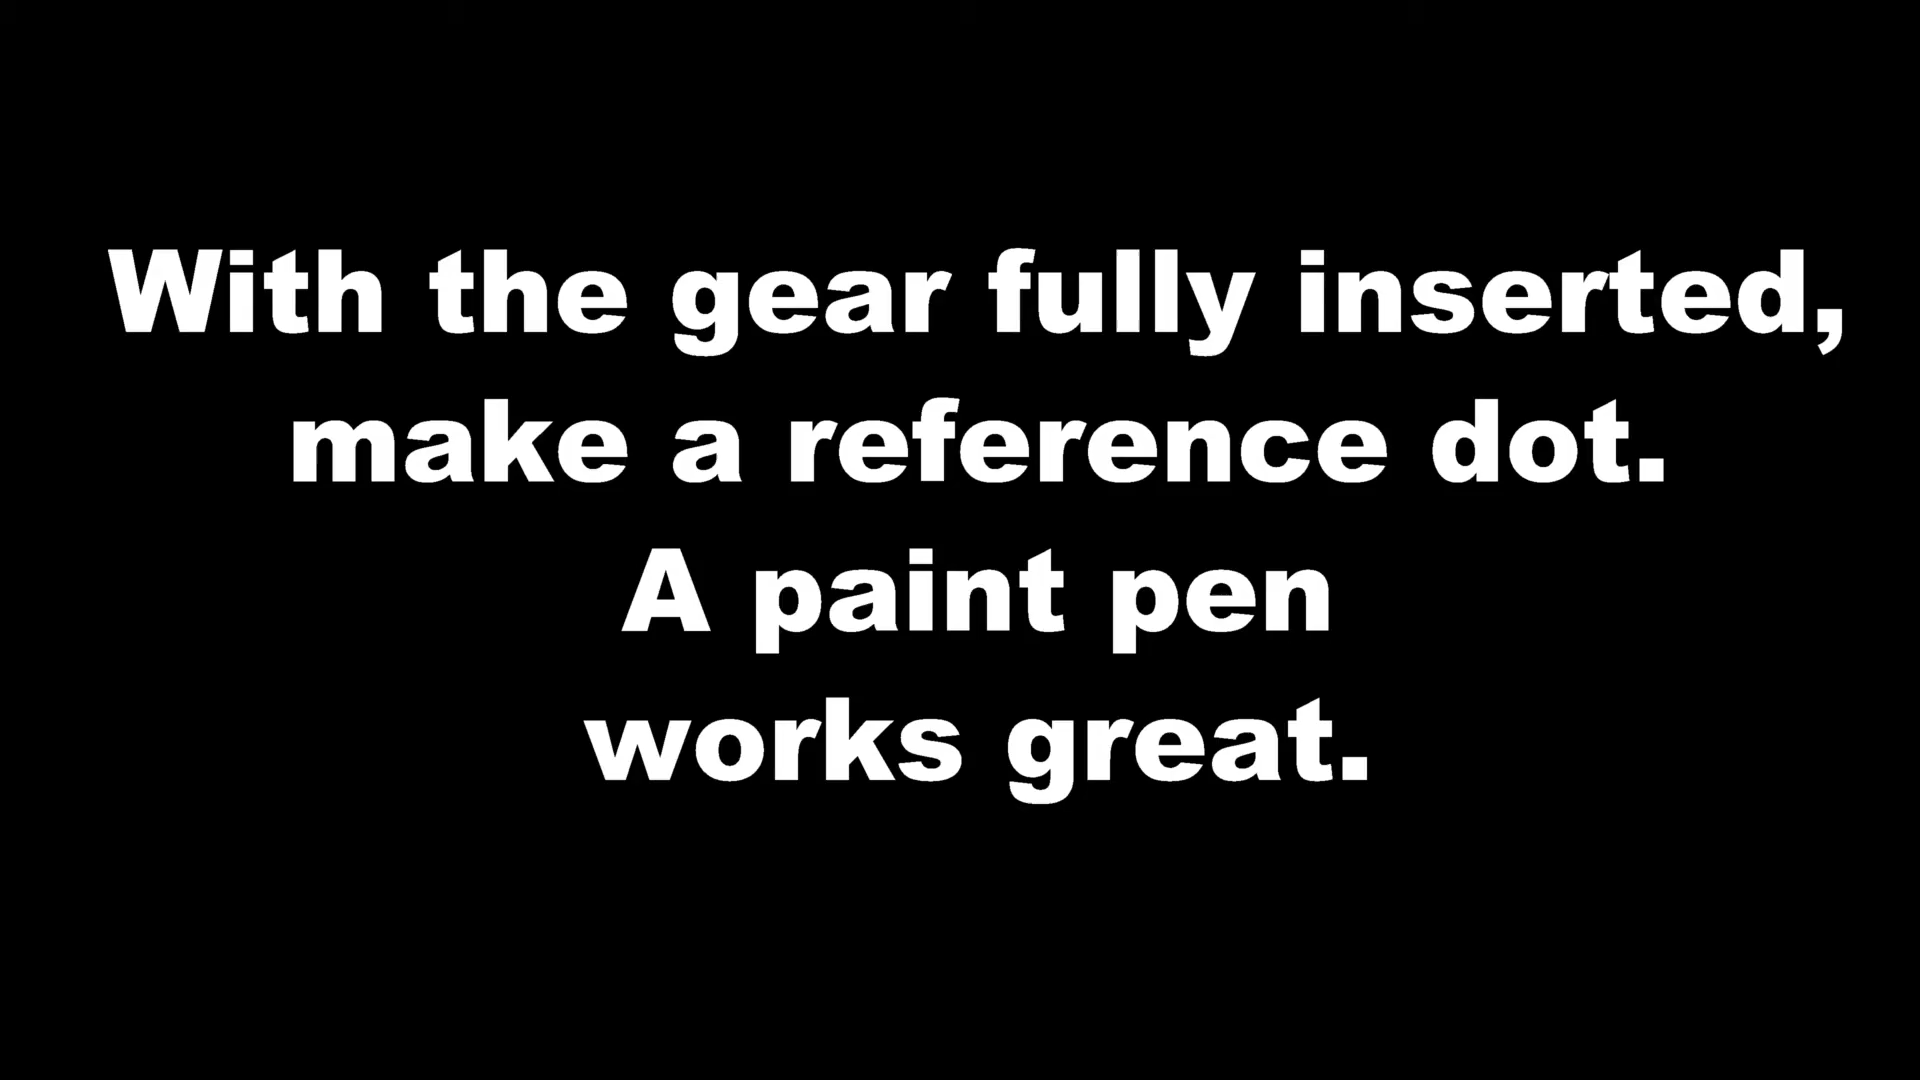 With the gear fully inserted,
make a reference dot.
A paint pen
works great.